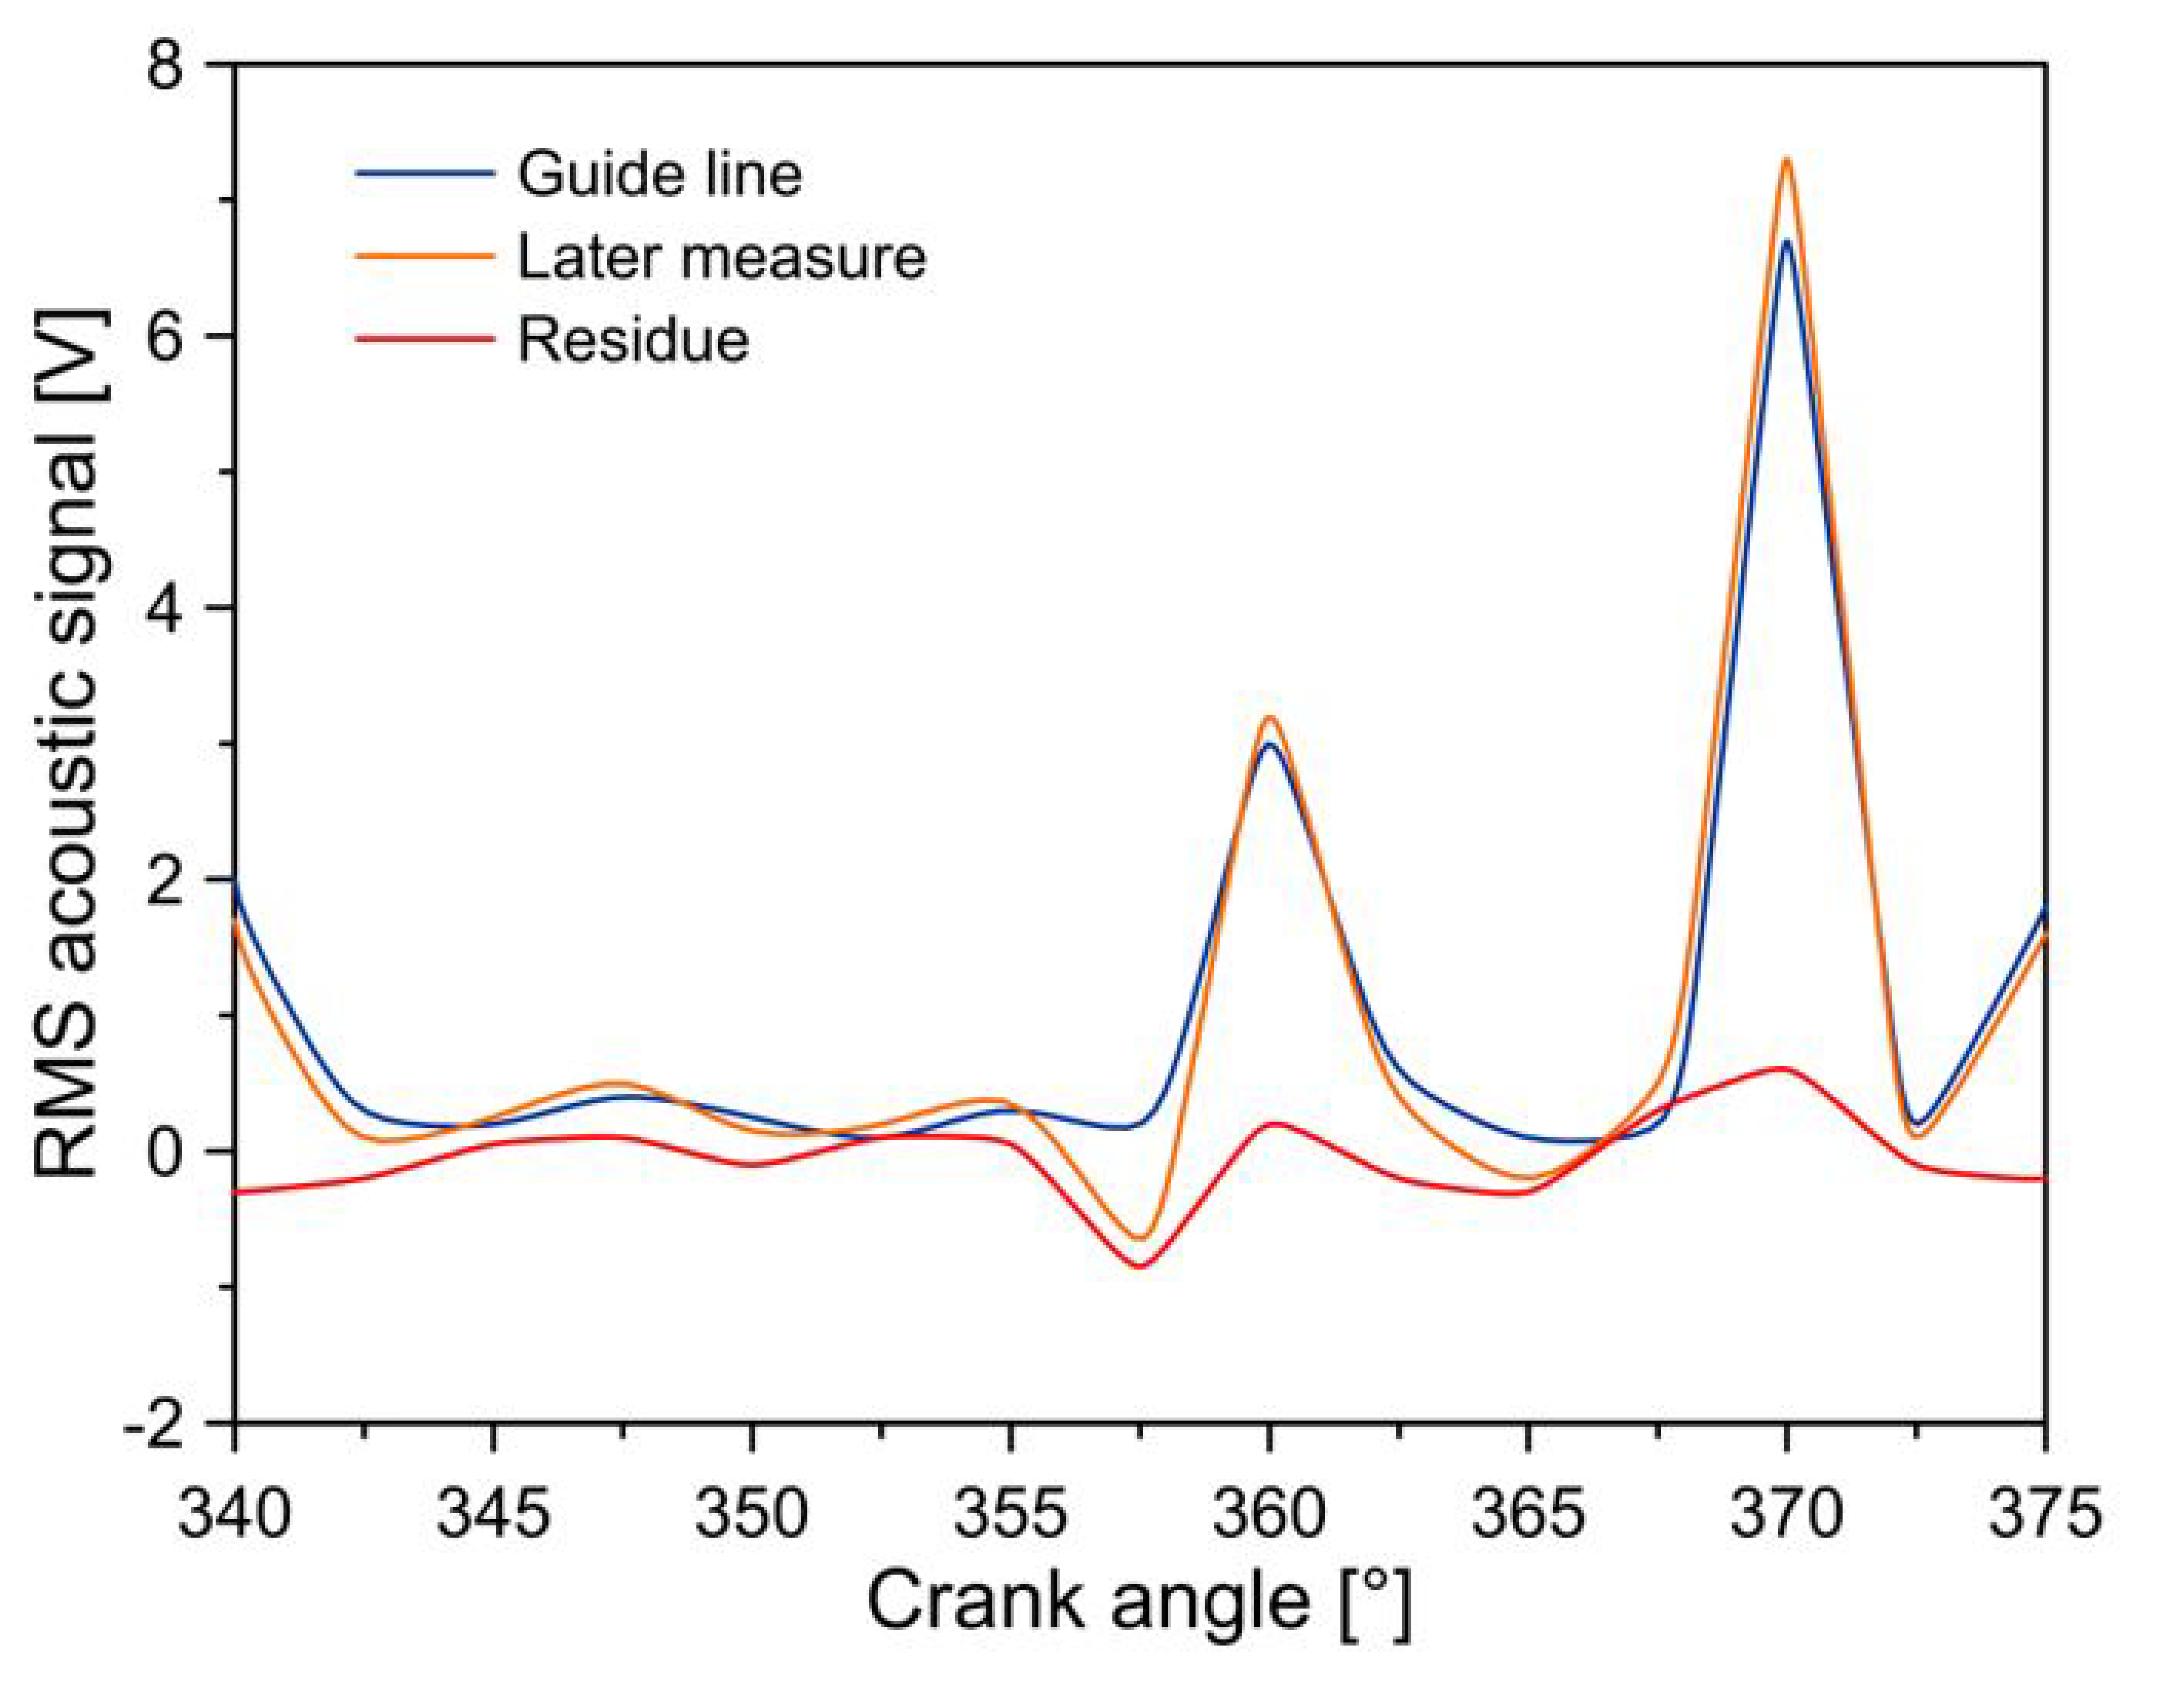 8
6
4
2
0
-2
RMS acoustic signal [V]
Guide line
Later measure
Residue
340 345 350 355 360 365 370 375
Crank angle [°]